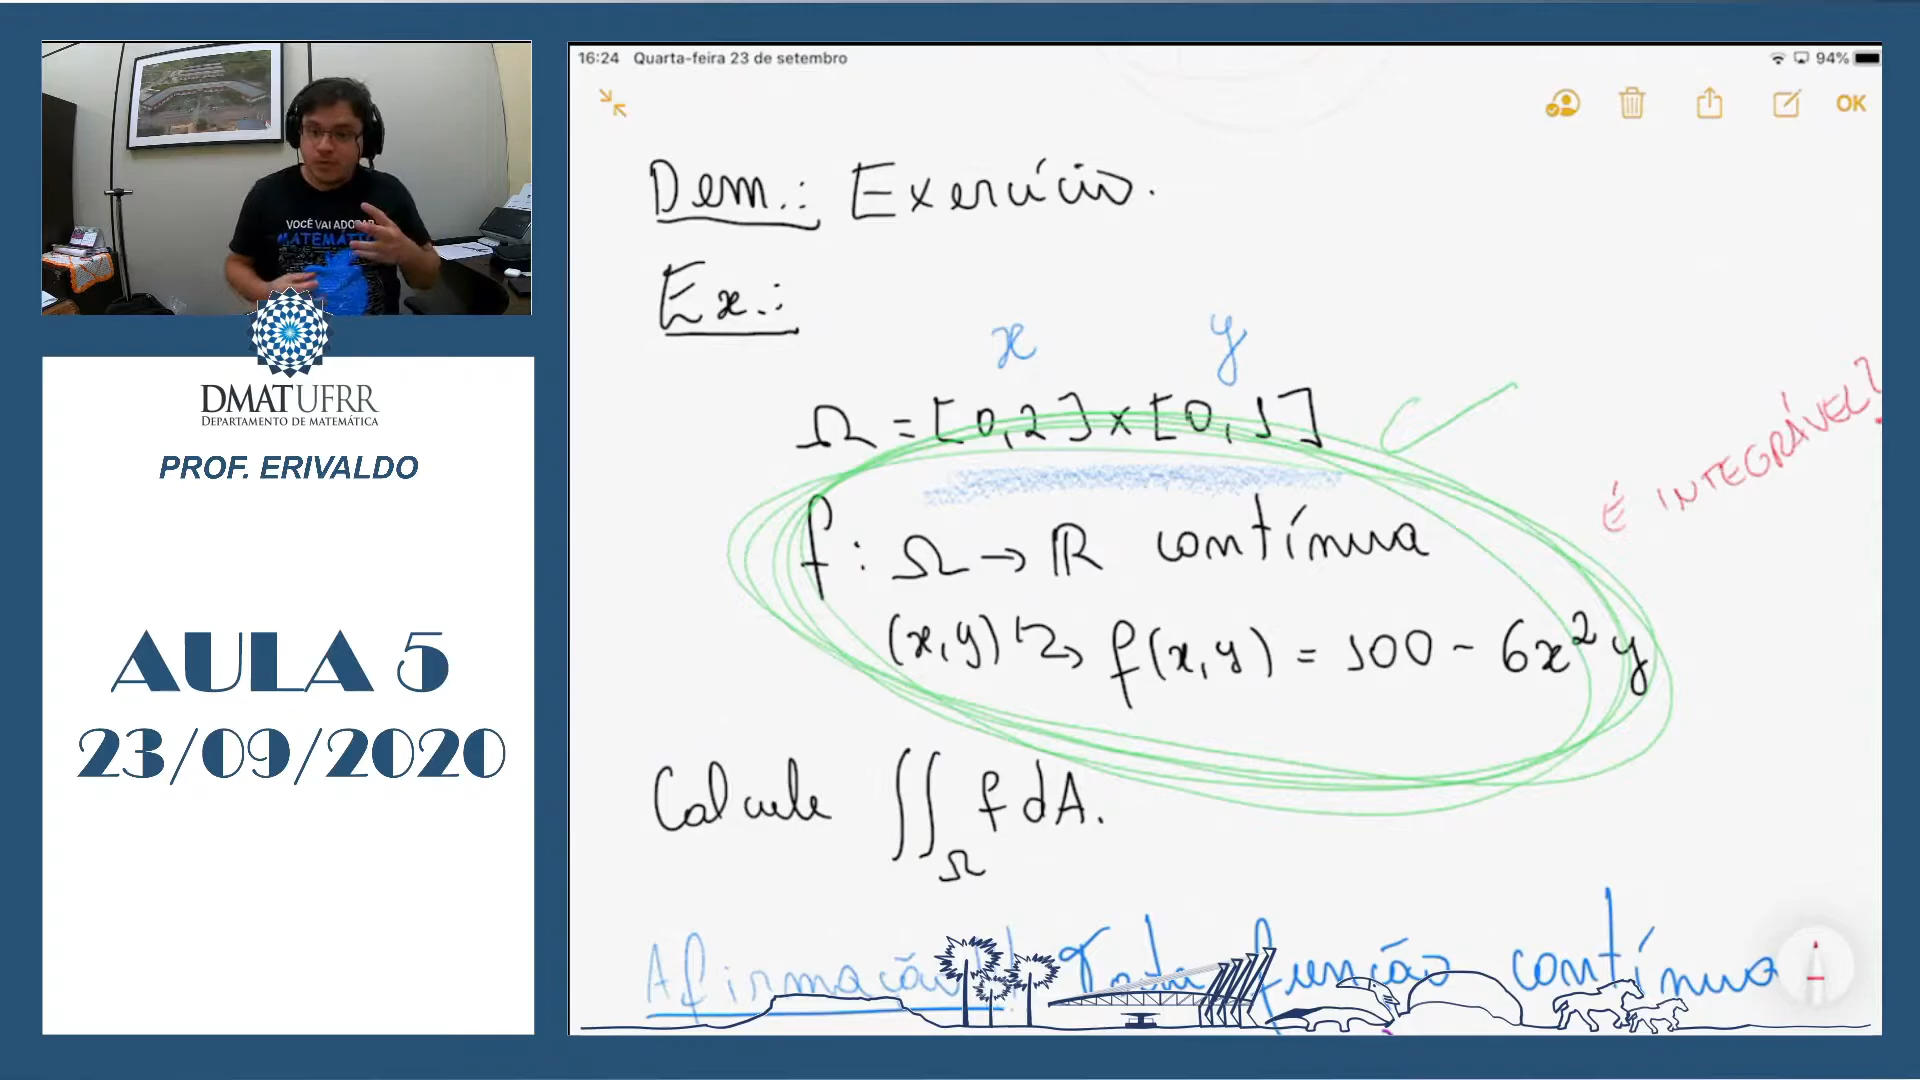 16:24 Quarta-feira 23 de setembro
94%
OK
VOCÊ VAI ADOTAR
MATEMÁTI
DMATUFRR
DEPARTAMENTO DE MATEMÁTICA
PROF. ERIVALDO
AULA 5
23/09/2020
Dem.: Exercício.
Ex.:
x y
Ω = [0,2] × [0,1]
É INTEGRÁVEL?
f: Ω → ℝ contínua
(x,y) ↦ f(x,y) = 100 - 6x²y
Calcule ∬_Ω f dA.
Afirmação: Toda função contínua